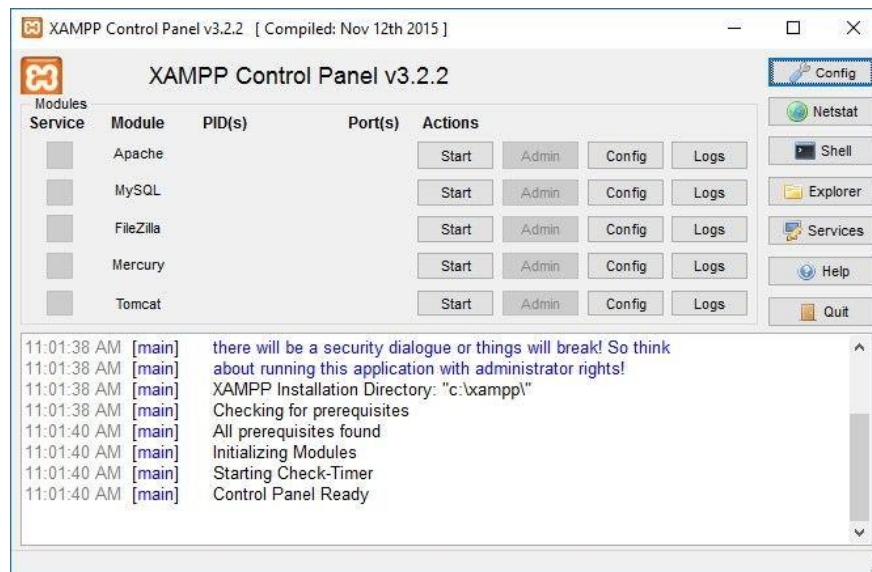 XAMPP Control Panel v3.2.2 [ Compiled: Nov 12th 2015 ]
XAMPP Control Panel v3.2.2
Config
Modules
Netstat
Service Module PID(s) Port(s) Actions
Apache Start Admin Config Logs
Shell
MySQL Start Admin Config Logs
Explorer
FileZilla Start Admin Config Logs
Services
Mercury Start Admin Config Logs
Help
Tomcat Start Admin Config Logs
Quit
11:01:38 AM [main] there will be a security dialogue or things will break! So think
11:01:38 AM [main] about running this application with administrator rights!
11:01:38 AM [main] XAMPP Installation Directory: "c:\xampp\"
11:01:38 AM [main] Checking for prerequisites
11:01:40 AM [main] All prerequisites found
11:01:40 AM [main] Initializing Modules
11:01:40 AM [main] Starting Check-Timer
11:01:40 AM [main] Control Panel Ready